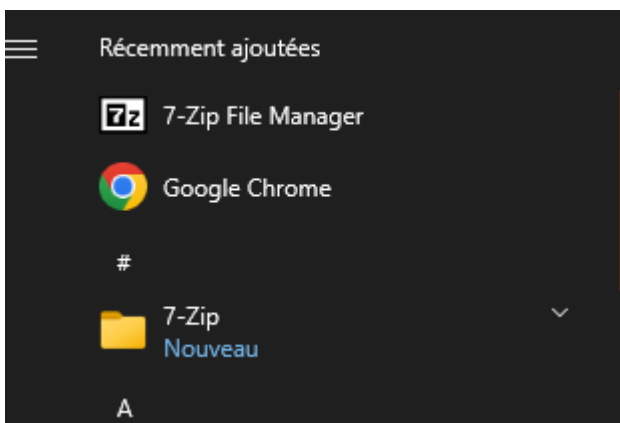 Récemment ajoutées
7z 7-Zip File Manager
Google Chrome
#
7-Zip
Nouveau
A